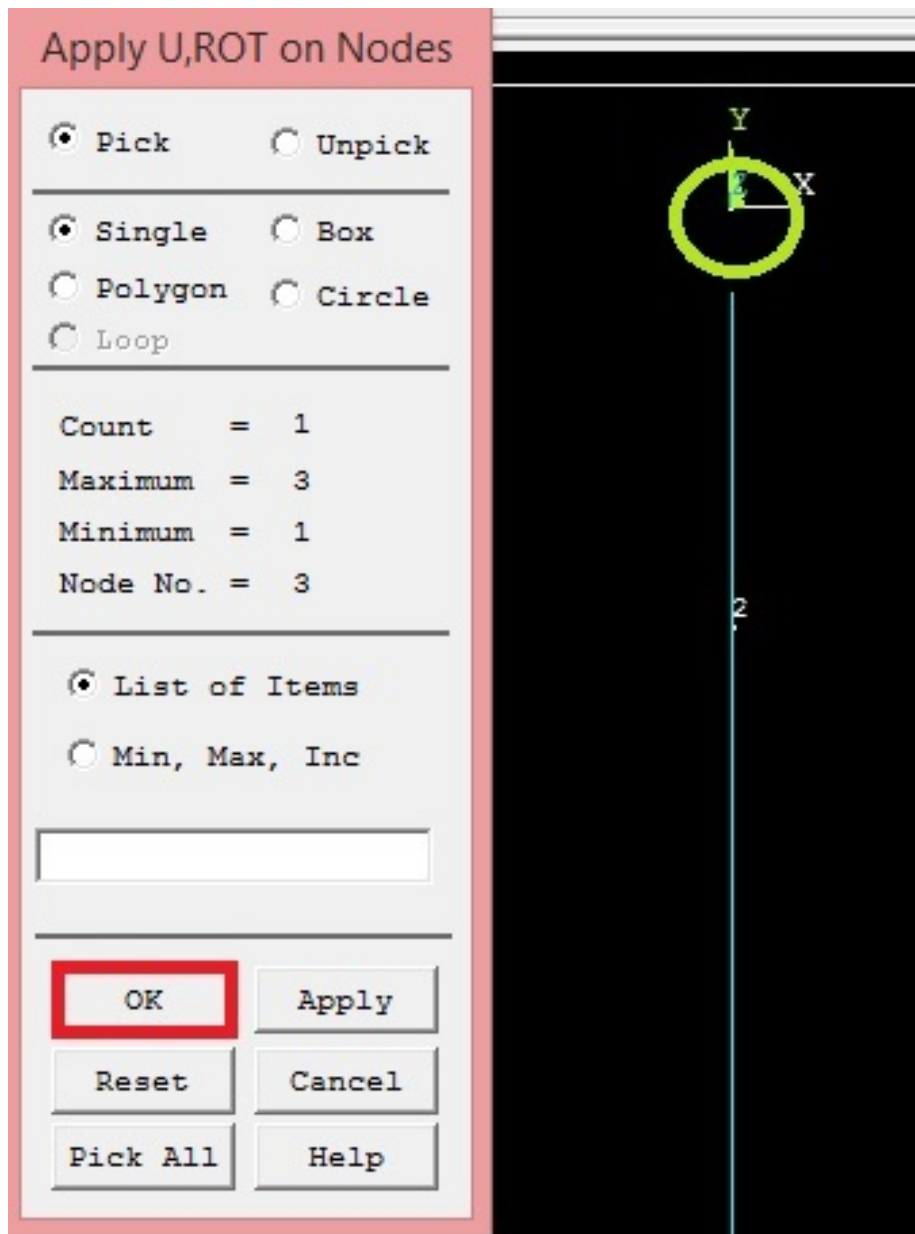 Apply U,ROT on Nodes
Pick Unpick
Single Box
Polygon Circle
Loop
Count = 1
Maximum = 3
Minimum = 1
Node No. = 3
List of Items
Min, Max, Inc
OK Apply
Reset Cancel
Pick All Help
Y
Z X
2